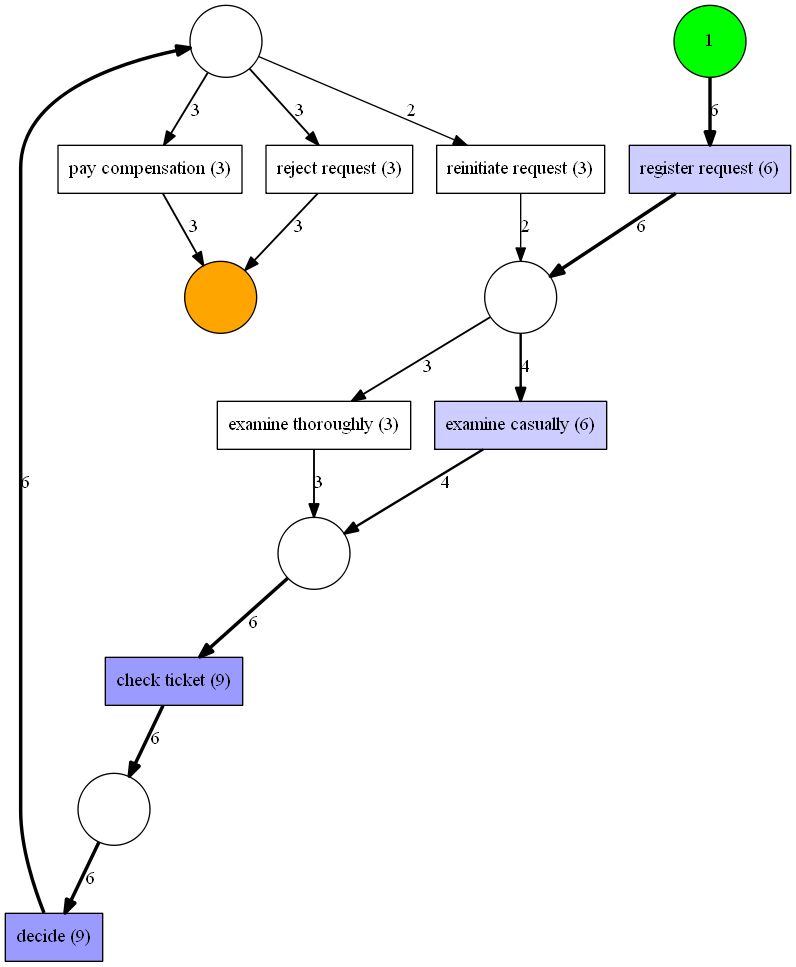 1
6
3
3
2
pay compensation (3)
reject request (3)
reinitiate request (3)
register request (6)
3
3
2
6
3
4
examine thoroughly (3)
examine casually (6)
6
3
4
6
check ticket (9)
6
6
decide (9)